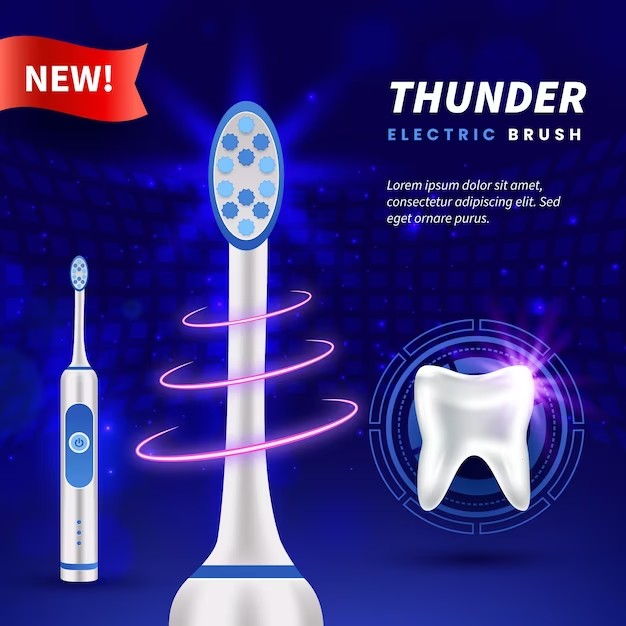 NEW!
THUNDER
ELECTRIC BRUSH
Lorem ipsum dolor sit amet,
consectetur adipiscing elit. Sed
eget ornare purus.